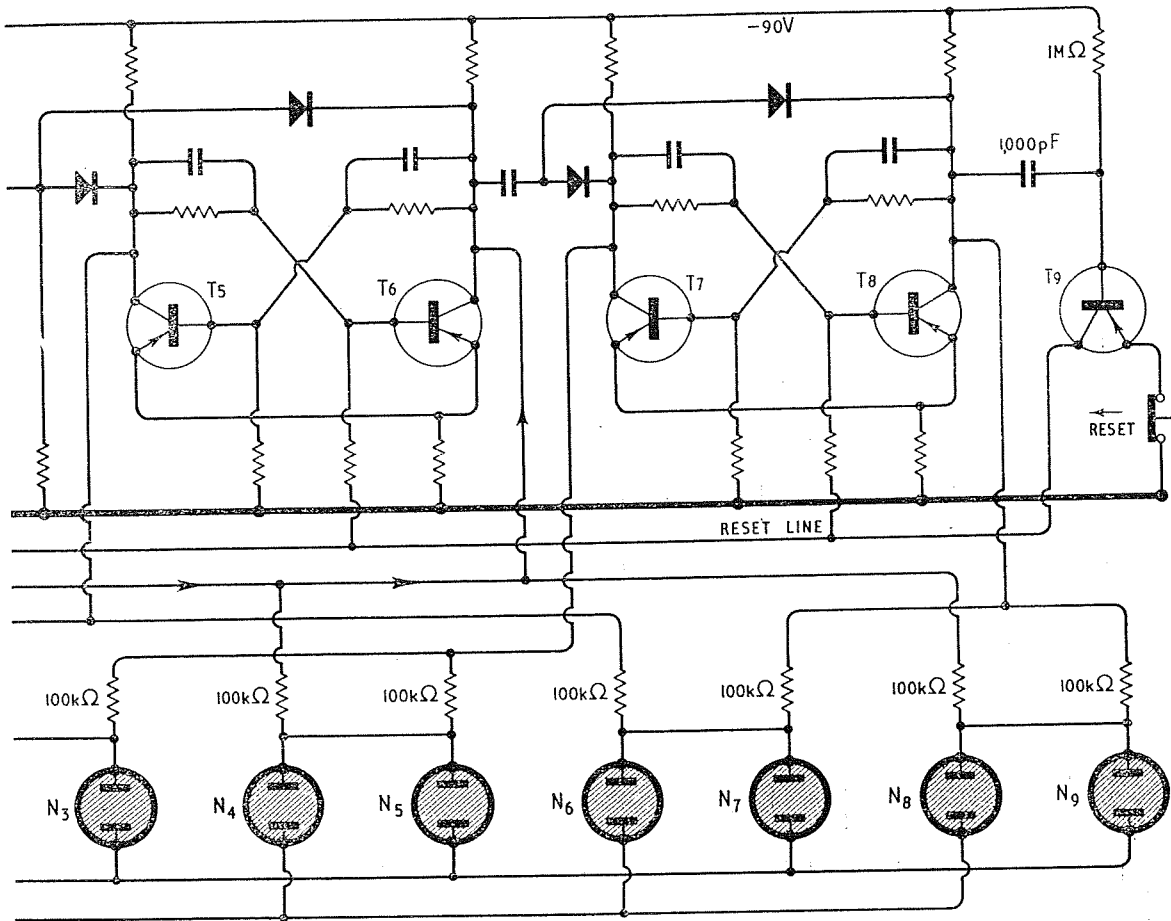 -90V
1MΩ
1,000pF
T5
T6
T7
T8
T9
RESET
RESET LINE
100kΩ
100kΩ
100kΩ
100kΩ
100kΩ
100kΩ
100kΩ
N3
N4
N5
N6
N7
N8
N9